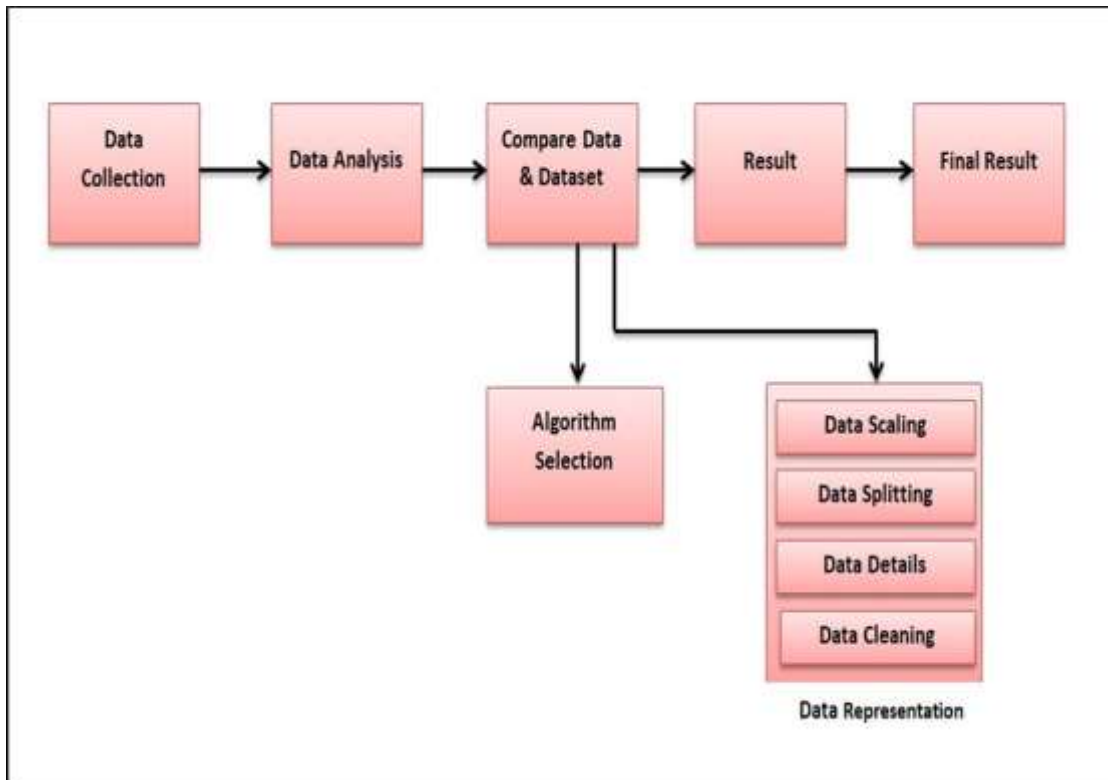 Data
Collection
Data Analysis
Compare Data
& Dataset
Result
Final Result
Algorithm
Selection
Data Scaling
Data Splitting
Data Details
Data Cleaning
Data Representation